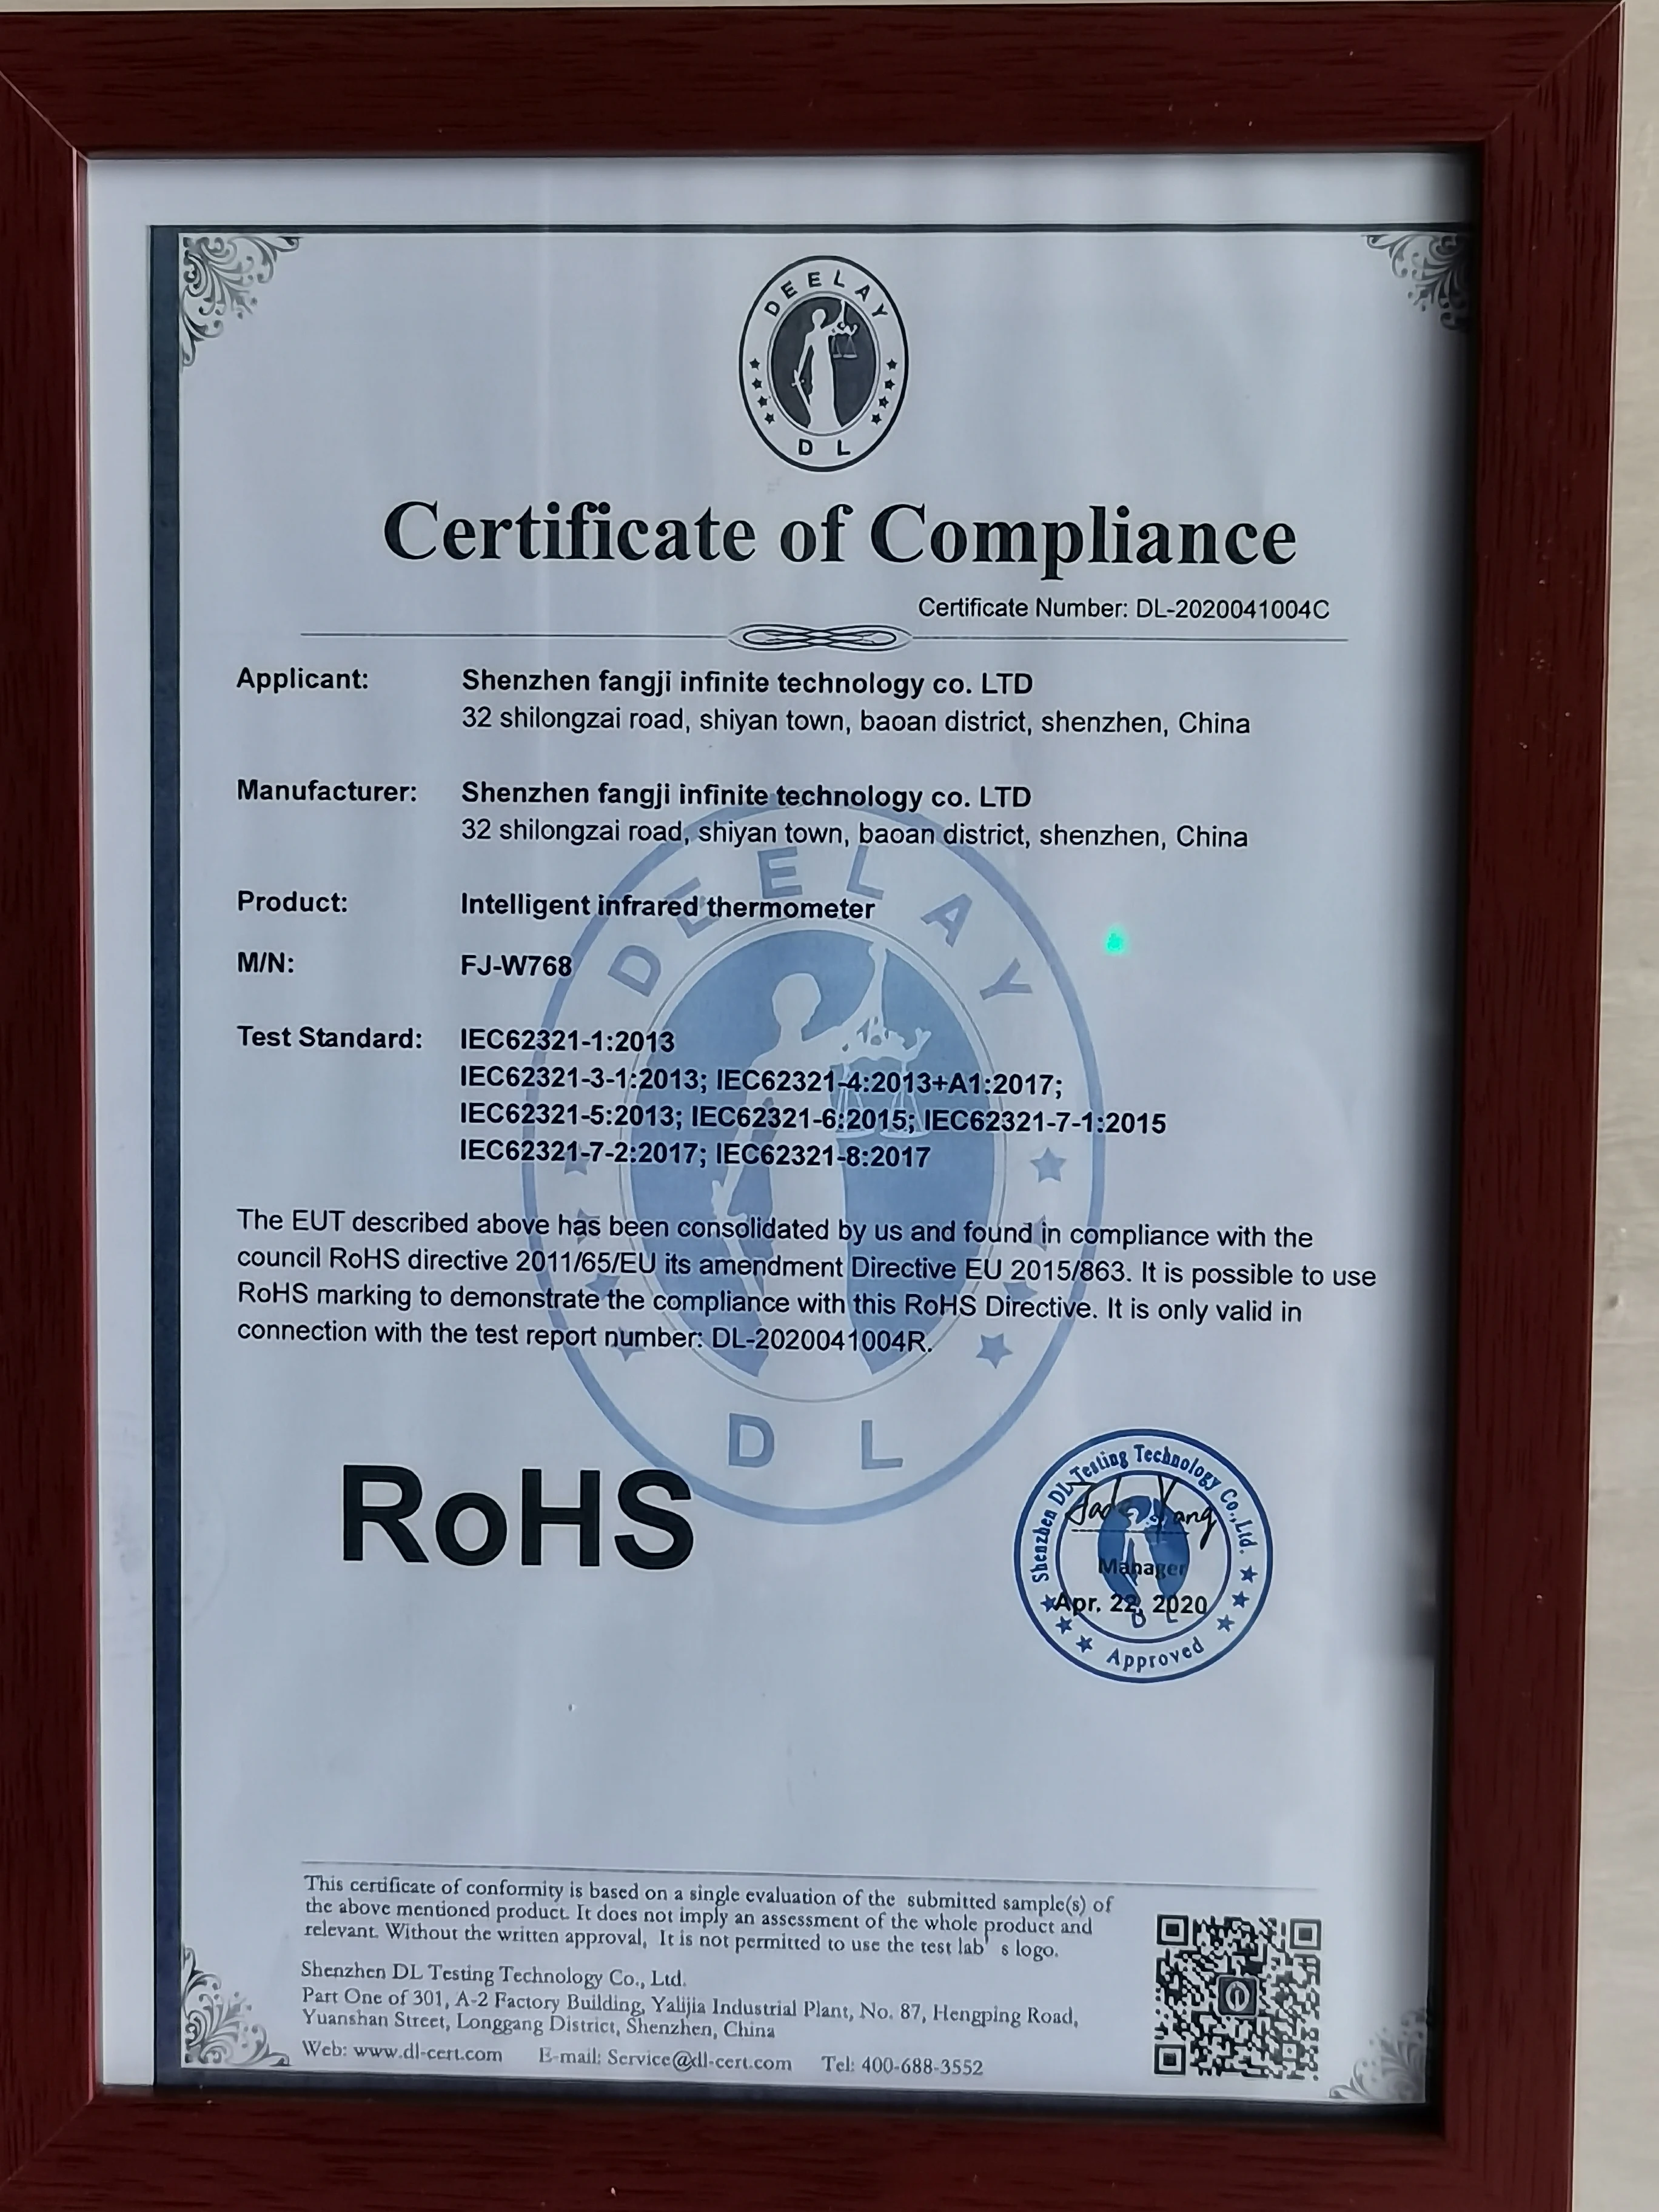 DEELAY
DL
Certificate of Compliance
Certificate Number: DL-2020041004C
Applicant: Shenzhen fangji infinite technology co. LTD
32 shilongzai road, shiyan town, baoan district, shenzhen, China
Manufacturer: Shenzhen fangji infinite technology co. LTD
32 shilongzai road, shiyan town, baoan district, shenzhen, China
Product: Intelligent infrared thermometer
M/N: FJ-W768
Test Standard: IEC62321-1:2013
IEC62321-3-1:2013; IEC62321-4:2013+A1:2017;
IEC62321-5:2013; IEC62321-6:2015; IEC62321-7-1:2015
IEC62321-7-2:2017; IEC62321-8:2017
DEELAY
DL
The EUT described above has been consolidated by us and found in compliance with the
council RoHS directive 2011/65/EU its amendment Directive EU 2015/863. It is possible to use
RoHS marking to demonstrate the compliance with this RoHS Directive. It is only valid in
connection with the test report number: DL-2020041004R.
RoHS
Shenzhen DL Testing Technology Co., Ltd.
Manager
Apr. 22, 2020
D L
Approved
This certificate of conformity is based on a single evaluation of the submitted sample(s) of
the above mentioned product. It does not imply an assessment of the whole product and
relevant. Without the written approval, It is not permitted to use the test lab' s logo.
Shenzhen DL Testing Technology Co., Ltd.
Part One of 301, A-2 Factory Building, Yalijia Industrial Plant, No. 87, Hengping Road,
Yuanshan Street, Longgang District, Shenzhen, China
Web: www.dl-cert.com E-mail: Service@dl-cert.com Tel: 400-688-3552